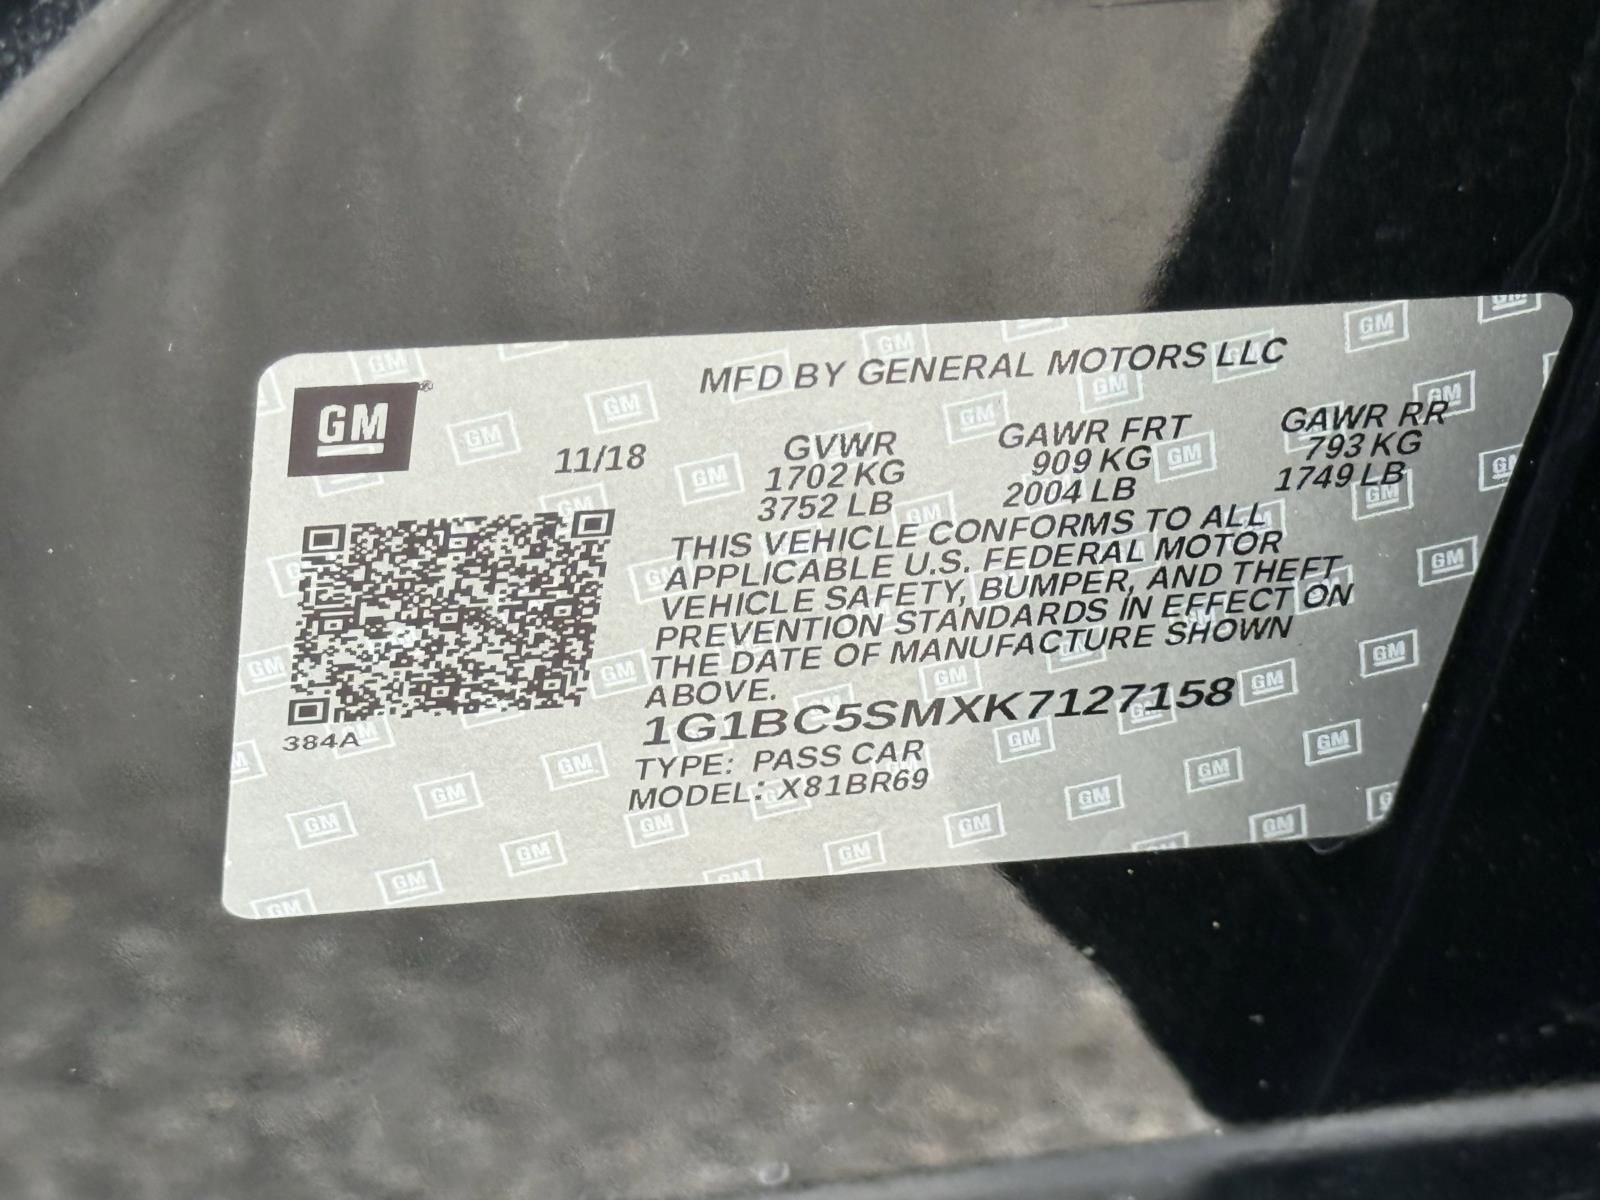 GM ®
MFD BY GENERAL MOTORS LLC
11/18
GVWR GAWR FRT GAWR RR
1702 KG 909 KG 793 KG
3752 LB 2004 LB 1749 LB
THIS VEHICLE CONFORMS TO ALL
APPLICABLE U.S. FEDERAL MOTOR
VEHICLE SAFETY, BUMPER, AND THEFT
PREVENTION STANDARDS IN EFFECT ON
THE DATE OF MANUFACTURE SHOWN
ABOVE.
1G1BC5SMXK7127158
TYPE: PASS CAR
MODEL: X81BR69
384A